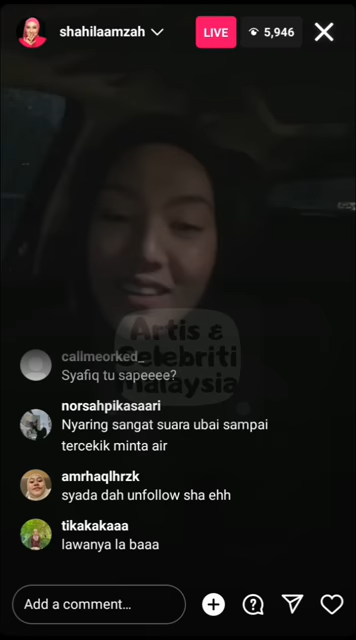 shahilaamzah
LIVE
5,946
Artis &
Selebriti
Malaysia
callmeorked_
Syafiq tu sapeeee?
norsahpikasaari
Nyaring sangat suara ubai sampai
tercekik minta air
amrhaqlhrzk
syada dah unfollow sha ehh
tikakakaaa
lawanya la baaa
Add a comment...